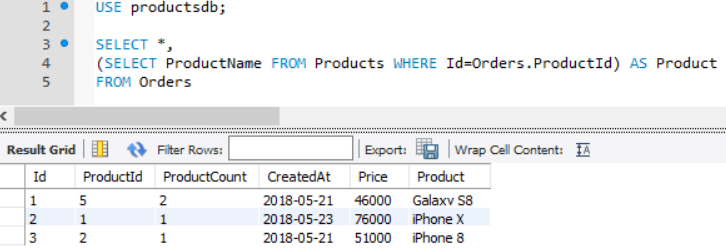 1 USE productsdb;
2
3 SELECT *,
4 (SELECT ProductName FROM Products WHERE Id=Orders.ProductId) AS Product
5 FROM Orders
Result Grid Filter Rows: Export: Wrap Cell Content: IA
Id ProductId ProductCount CreatedAt Price Product
1 5 2 2018-05-21 46000 Galaxy S8
2 1 1 2018-05-23 76000 iPhone X
3 2 1 2018-05-21 51000 iPhone 8